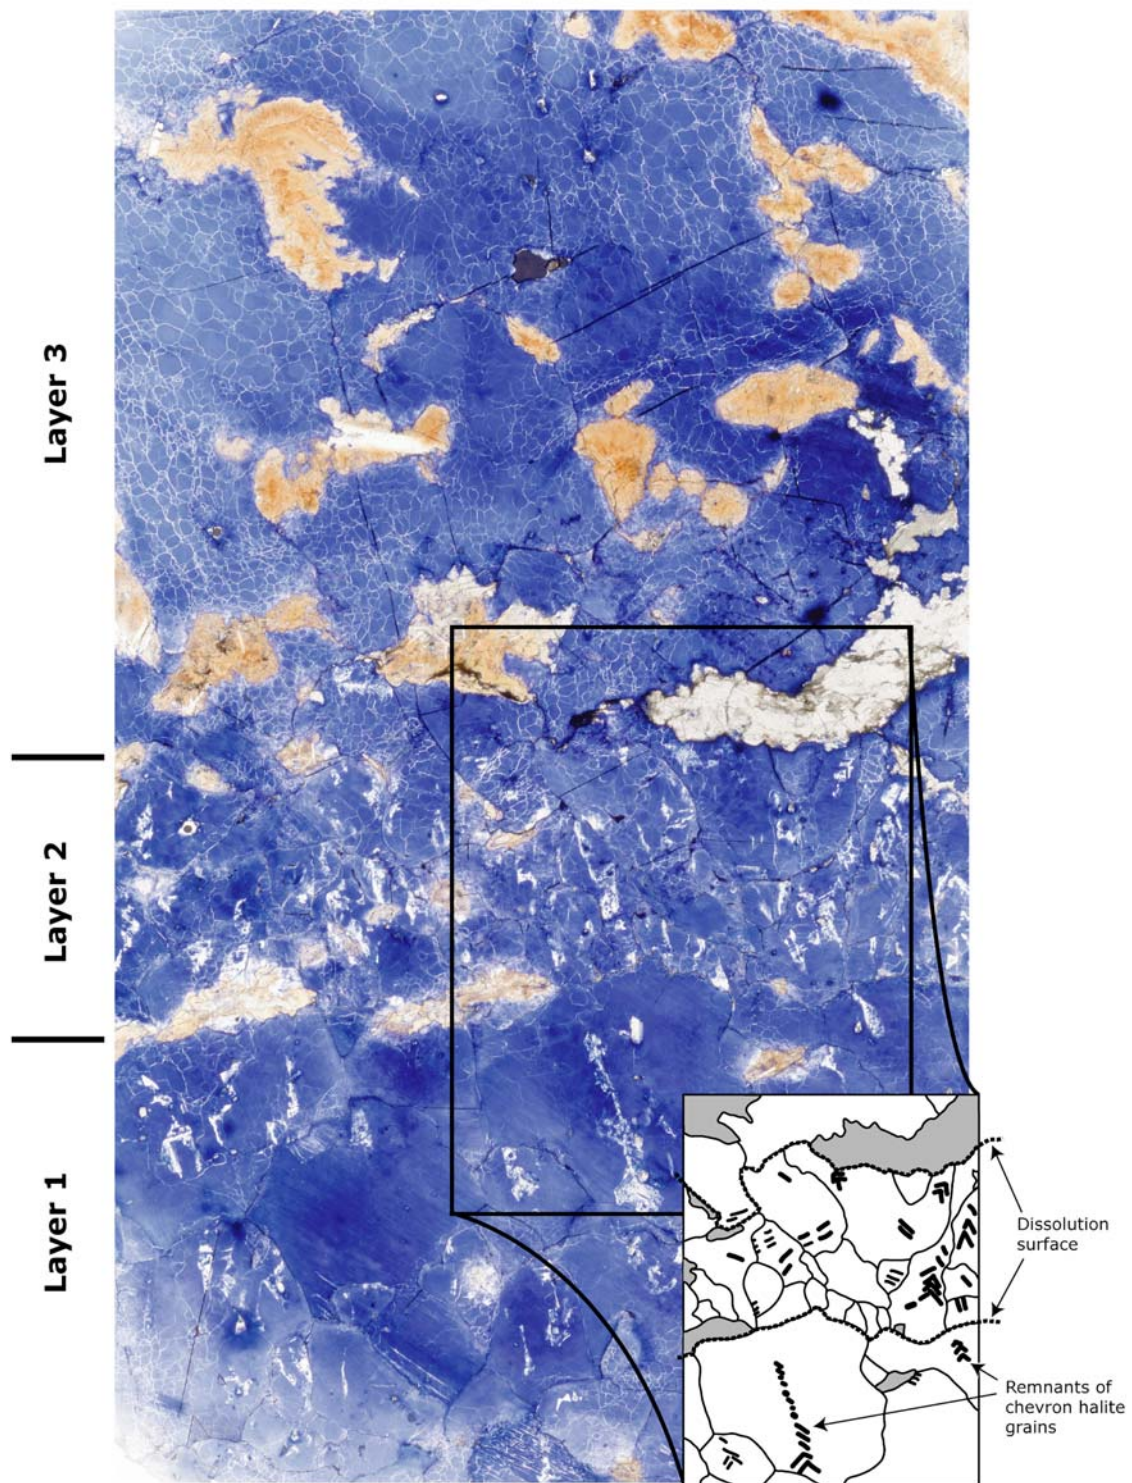 Layer 3
Layer 2
Layer 1
Dissolution
surface
Remnants of
chevron halite
grains